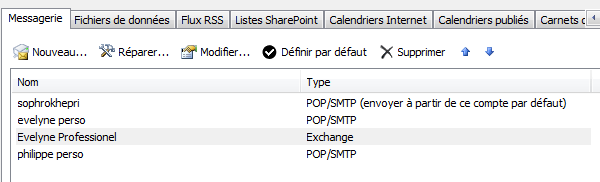 Messagerie Fichiers de données Flux RSS Listes SharePoint Calendriers Internet Calendriers publiés Carnets
Nouveau... Réparer... Modifier... Définir par défaut Supprimer
Nom Type
sophrokhepri POP/SMTP (envoyer à partir de ce compte par défaut)
evelyne perso POP/SMTP
Evelyne Professionel Exchange
philippe perso POP/SMTP